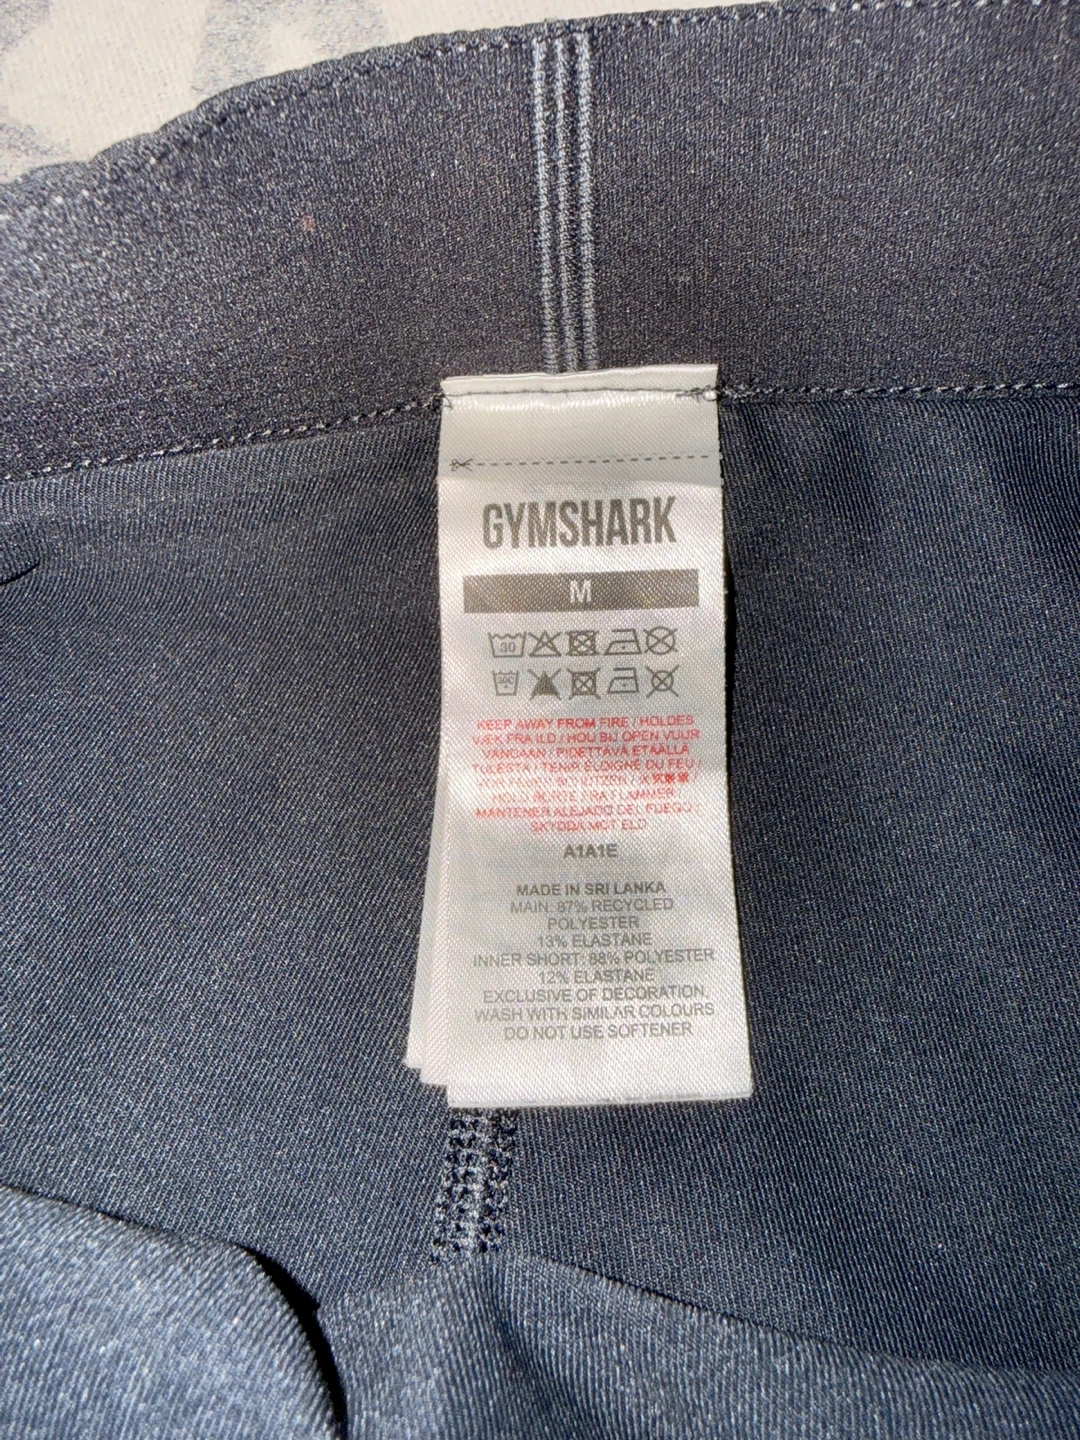 GYMSHARK
M
30
KEEP AWAY FROM FIRE / HOLDES
VÆK FRA ILD / HOU BIJ OPEN VUUR
VANDAAN / PIDETTÄVÄ ETÄÄLLÄ
TULESTA / TENIR ÉLOIGNÉ DU FEU /
HOLD BORTE FRA FLAMMER
MANTENER ALEJADO DEL FUEGO /
SKYDDA MOT ELD
A1A1E
MADE IN SRI LANKA
MAIN: 87% RECYCLED
POLYESTER
13% ELASTANE
INNER SHORT: 88% POLYESTER
12% ELASTANE
EXCLUSIVE OF DECORATION,
WASH WITH SIMILAR COLOURS
DO NOT USE SOFTENER